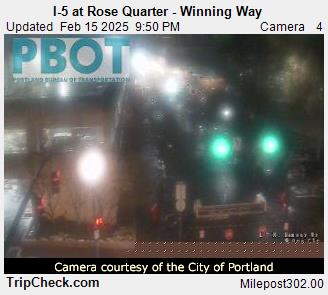 I-5 at Rose Quarter - Winning Way
Updated Feb 15 2025 9:50 PM Camera 4
PBOT
PORTLAND BUREAU OF TRANSPORTATION
Camera courtesy of the City of Portland
TripCheck.com Milepost302.00